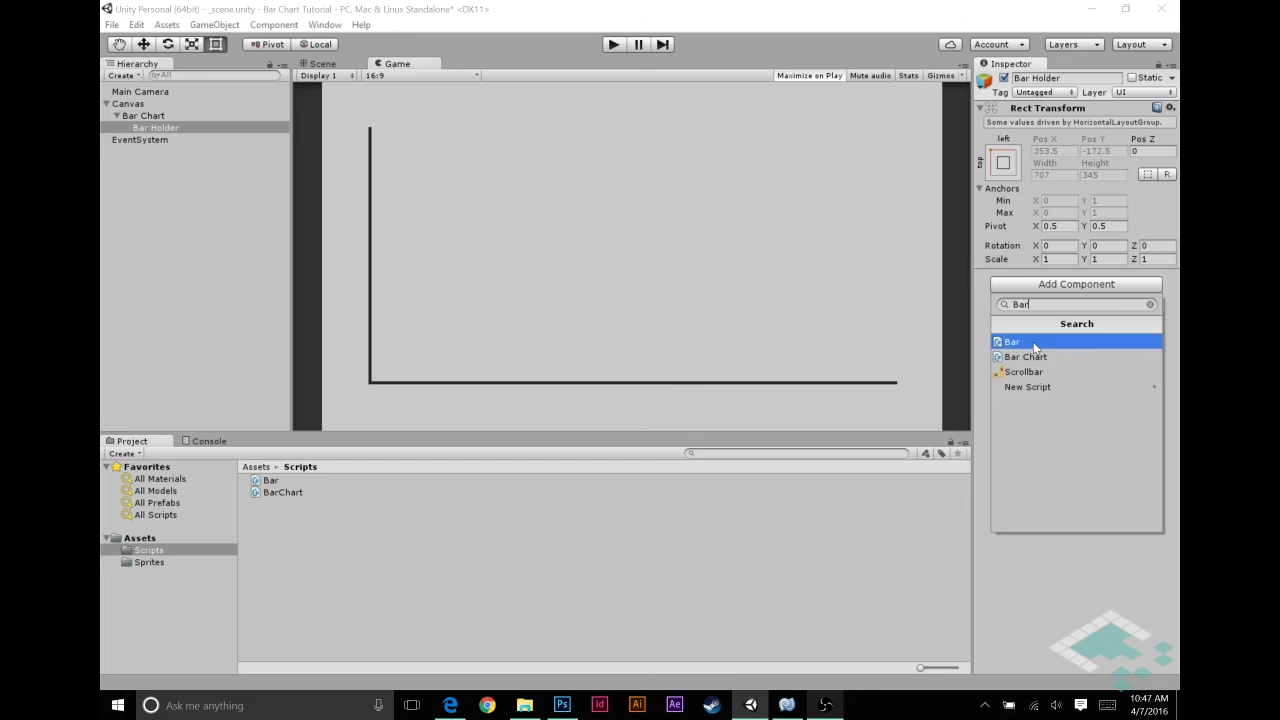 Unity Personal (64bit) - _scene.unity - Bar Chart Tutorial - PC, Mac & Linux Standalone* <DX11>
File Edit Assets GameObject Component Window Help
Pivot Local Account Layers Layout
Hierarchy
Create All
Main Camera
Canvas
Bar Chart
Bar Holder
EventSystem
Scene Game
Display 1 16:9 Maximize on Play Mute audio Stats Gizmos
Inspector
Bar Holder Static
Tag Untagged Layer UI
Rect Transform
Some values driven by HorizontalLayoutGroup.
left Pos X Pos Y Pos Z
top 353.5 -172.5 0
Width Height
707 345 R
Anchors
Min X 0 Y 1
Max X 0 Y 1
Pivot X 0.5 Y 0.5
Rotation X 0 Y 0 Z 0
Scale X 1 Y 1 Z 1
Add Component
Bar
Search
Bar
Bar Chart
Scrollbar
New Script
Project Console
Create
Favorites
All Materials
All Models
All Prefabs
All Scripts
Assets
Scripts
Sprites
Assets Scripts
Bar
BarChart
Ask me anything
10:47 AM
4/7/2016